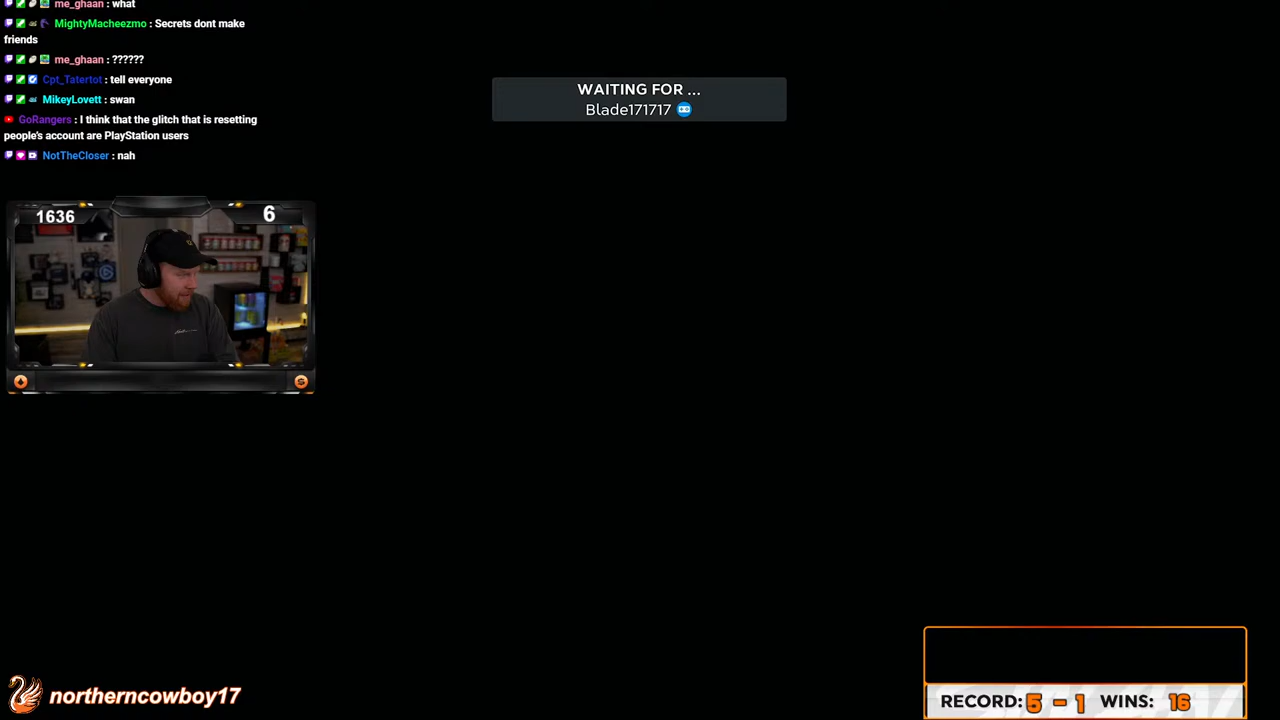 me_ghaan : what
MightyMacheezmo : Secrets dont make
friends
me_ghaan : ??????
Cpt_Tatertot : tell everyone
MikeyLovett : swan
GoRangers : I think that the glitch that is resetting
people's account are PlayStation users
NotTheCloser : nah
WAITING FOR ...
Blade171717
1636
6
northerncowboy17
RECORD: 5 - 1 WINS: 16